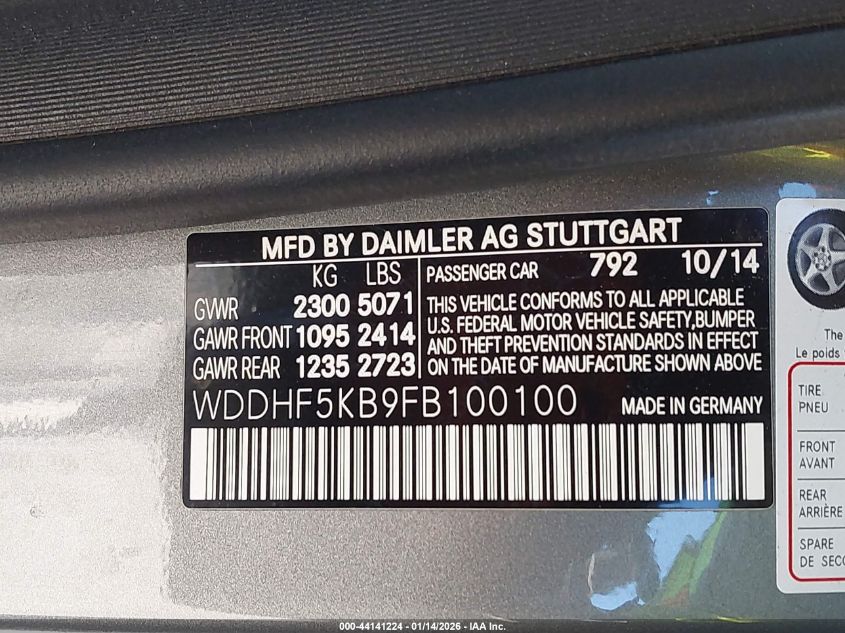 MFD BY DAIMLER AG STUTTGART
KG LBS
GVWR 2300 5071
GAWR FRONT 1095 2414
GAWR REAR 1235 2723
PASSENGER CAR 792 10/14
THIS VEHICLE CONFORMS TO ALL APPLICABLE
U.S. FEDERAL MOTOR VEHICLE SAFETY,BUMPER
AND THEFT PREVENTION STANDARDS IN EFFECT
ON THE DATE OF MANUFACTURE SHOWN ABOVE
WDDHF5KB9FB100100 MADE IN GERMANY
The
Le poids
TIRE
PNEU
FRONT
AVANT
REAR
ARRIÈRE
SPARE
DE SECO
000-44141224 - 01/14/2026 - IAA Inc.